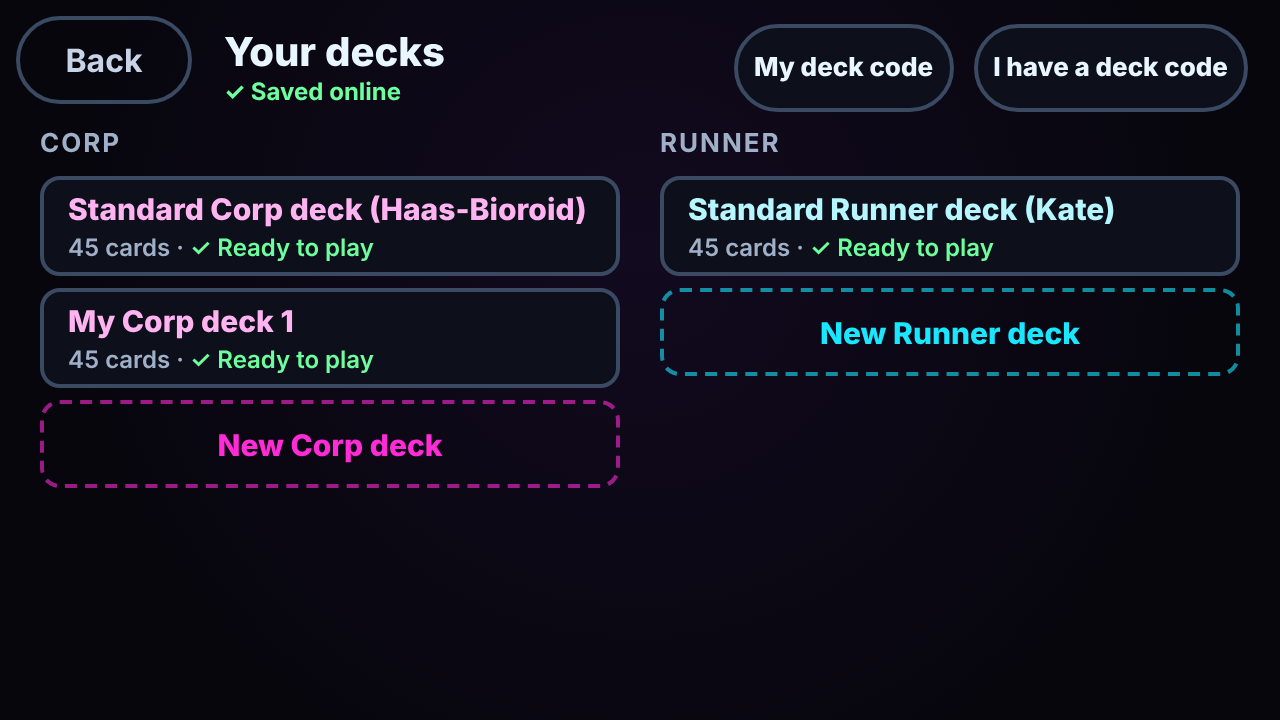 Back
Your decks
✓ Saved online
My deck code
I have a deck code
CORP
Standard Corp deck (Haas-Bioroid)
45 cards · ✓ Ready to play
My Corp deck 1
45 cards · ✓ Ready to play
New Corp deck
RUNNER
Standard Runner deck (Kate)
45 cards · ✓ Ready to play
New Runner deck